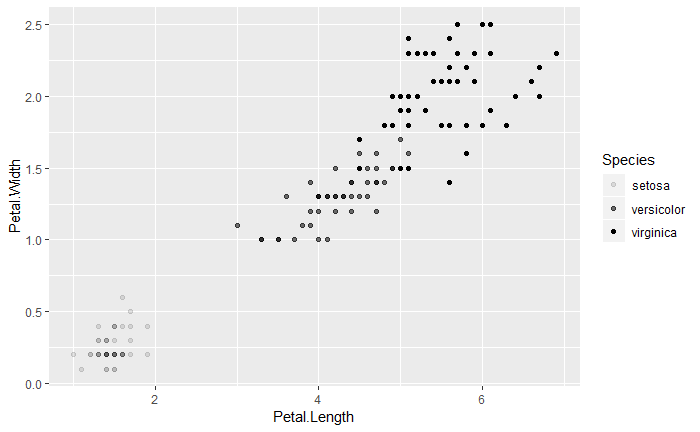 2.5
2.0
1.5
1.0
0.5
0.0
Petal.Width
2
4
6
Petal.Length
Species
setosa
versicolor
virginica